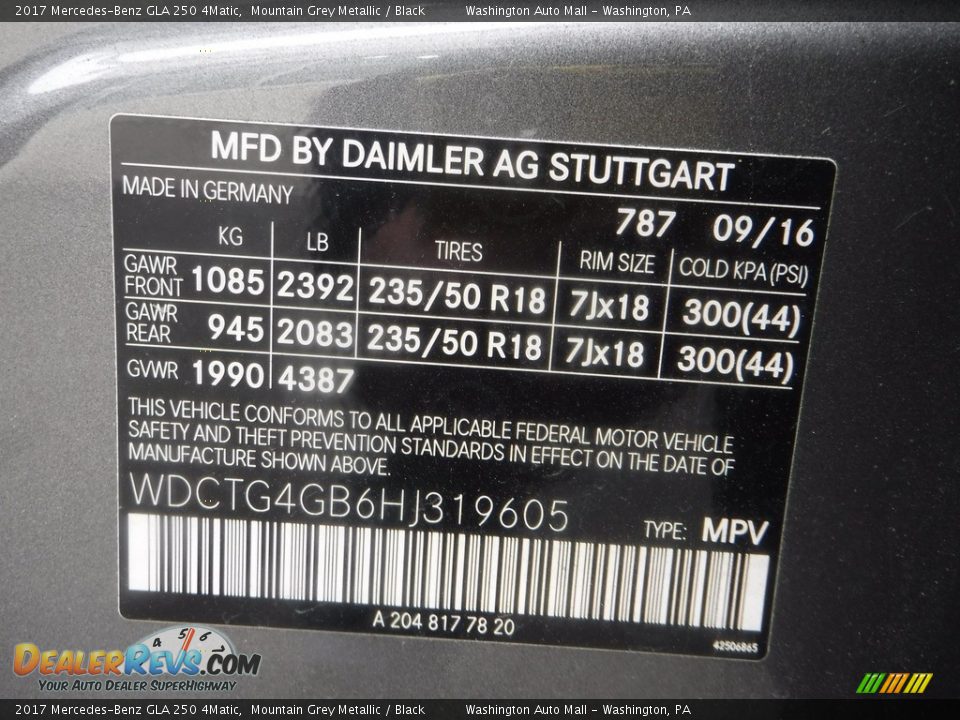 2017 Mercedes-Benz GLA 250 4Matic, Mountain Grey Metallic / Black Washington Auto Mall - Washington, PA
MFD BY DAIMLER AG STUTTGART
MADE IN GERMANY
787 09/16
KG LB TIRES RIM SIZE COLD KPA (PSI)
GAWR FRONT 1085 2392 235/50 R18 7Jx18 300(44)
GAWR REAR 945 2083 235/50 R18 7Jx18 300(44)
GVWR 1990 4387
THIS VEHICLE CONFORMS TO ALL APPLICABLE FEDERAL MOTOR VEHICLE
SAFETY AND THEFT PREVENTION STANDARDS IN EFFECT ON THE DATE OF
MANUFACTURE SHOWN ABOVE.
WDCTG4GB6HJ319605
TYPE: MPV
A 204 817 78 20
42506865
4 5 6
DEALERREVS.COM
YOUR AUTO DEALER SUPERHIGHWAY
2017 Mercedes-Benz GLA 250 4Matic, Mountain Grey Metallic / Black Washington Auto Mall - Washington, PA